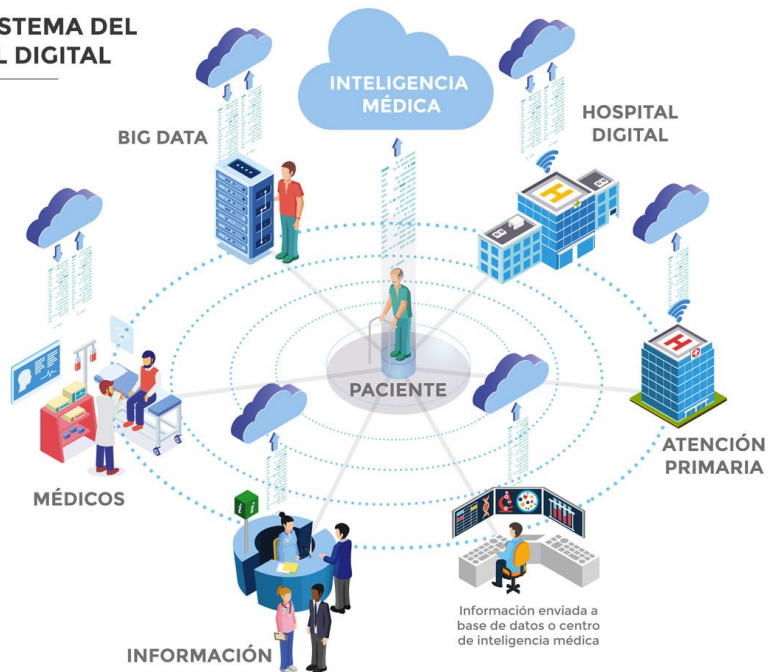 STEMA DEL
L DIGITAL
INTELIGENCIA
MÉDICA
HOSPITAL
DIGITAL
BIG DATA
H
H
PACIENTE
ATENCIÓN
PRIMARIA
MÉDICOS
i
i
Información enviada a
base de datos o centro
de inteligencia médica
INFORMACIÓN